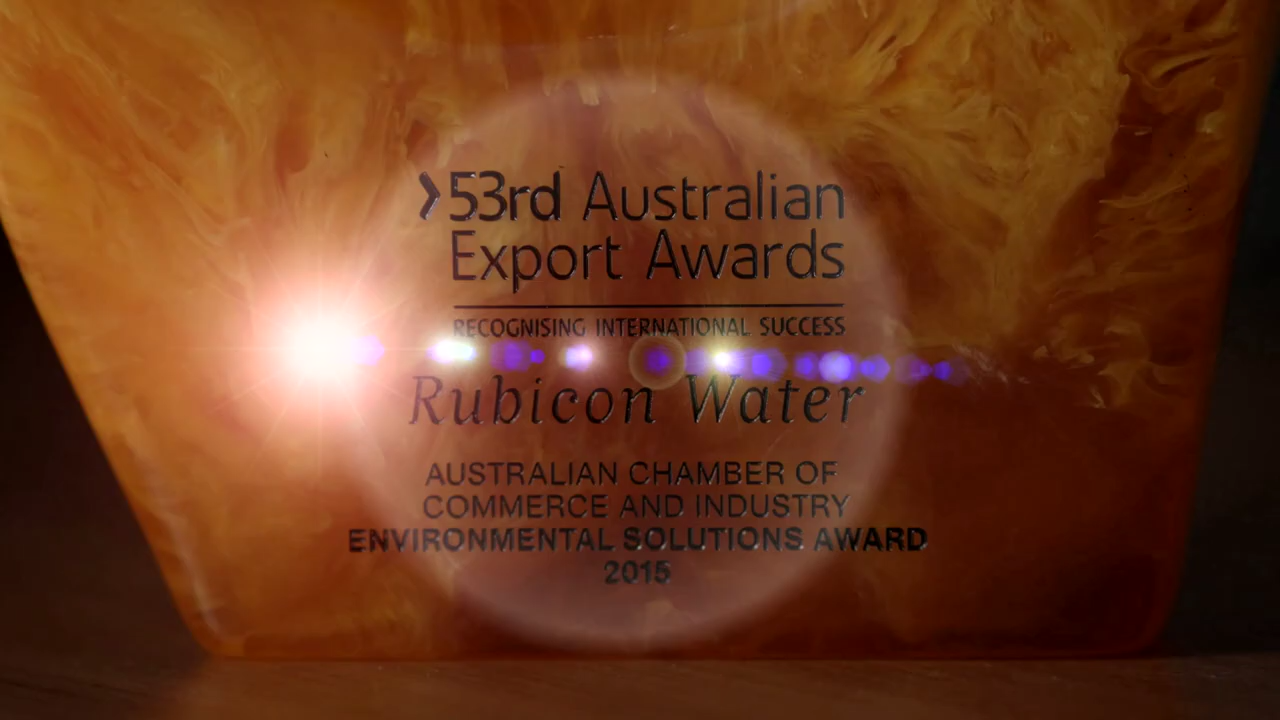 53rd Australian
Export Awards
RECOGNISING INTERNATIONAL SUCCESS
Rubicon Water
AUSTRALIAN CHAMBER OF
COMMERCE AND INDUSTRY
ENVIRONMENTAL SOLUTIONS AWARD
2015